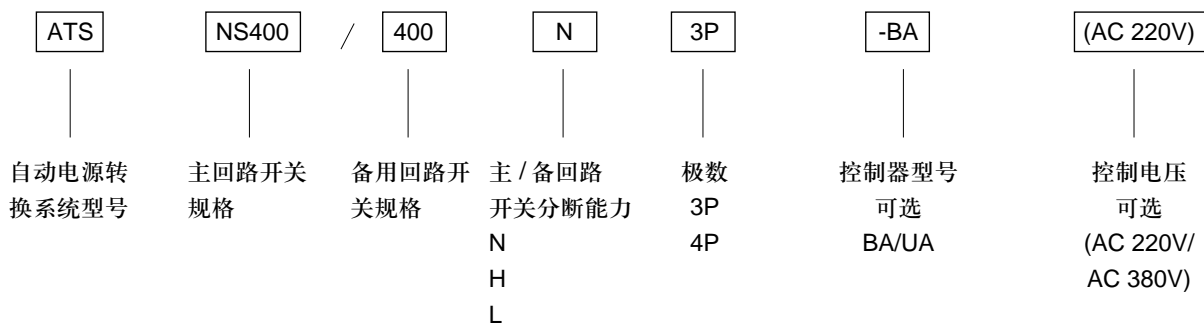 ATS NS400 / 400 N 3P -BA (AC 220V)
自动电源转 主回路开关 备用回路开 主/备回路 极数 控制器型号 控制电压
换系统型号 规格 关规格 开关分断能力 3P 可选 可选
N 4P BA/UA (AC 220V/
H AC 380V)
L